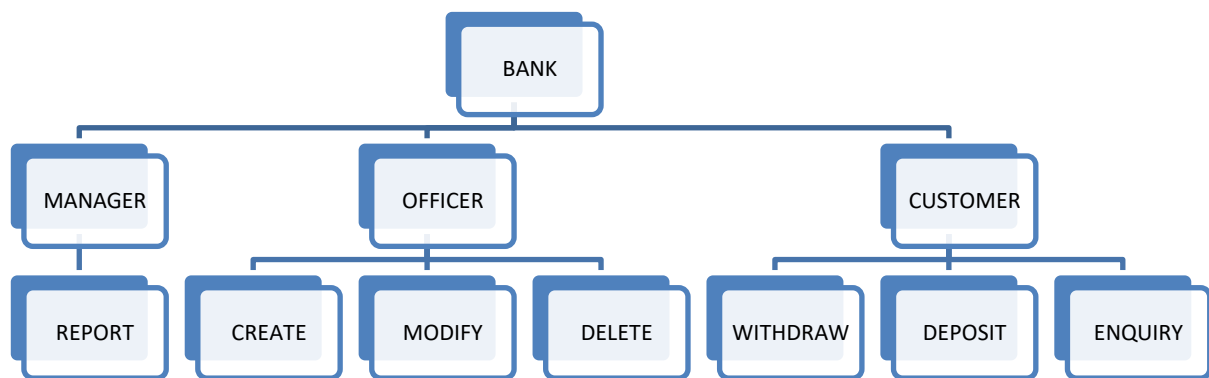 BANK
MANAGER
OFFICER
CUSTOMER
REPORT
CREATE
MODIFY
DELETE
WITHDRAW
DEPOSIT
ENQUIRY